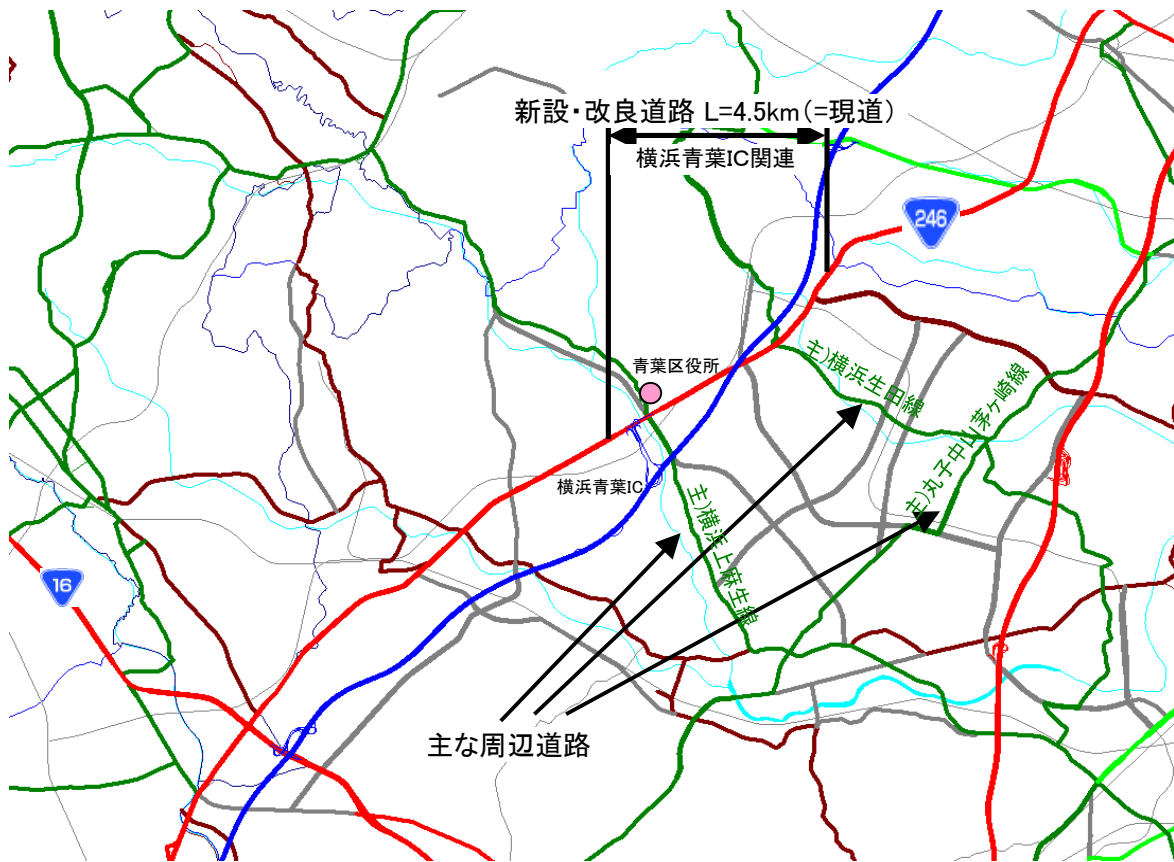 新設・改良道路 L=4.5km(=現道)
横浜青葉IC関連
246
主)横浜生田線
青葉区役所
主)丸子中山茅ヶ崎線
横浜青葉IC
主)横浜上麻生線
16
主な周辺道路